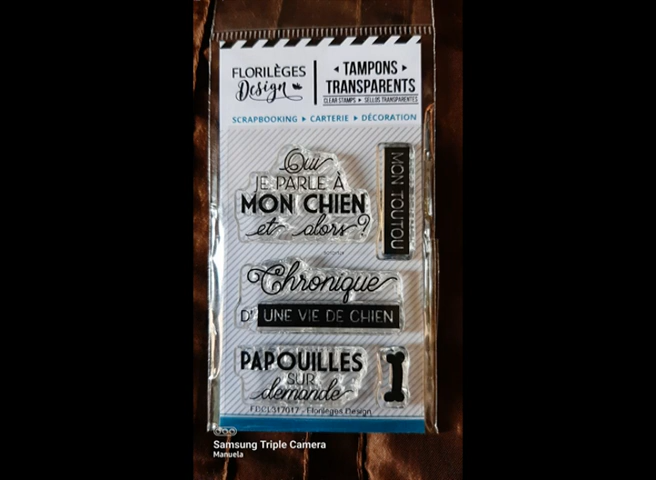 FLORILÈGES
Design
TAMPONS
TRANSPARENTS
CLEAR STAMPS ▸ SELLOS TRANSPARENTES
SCRAPBOOKING ▸ CARTERIE ▸ DÉCORATION
Oui
JE PARLE À
MON CHIEN
et alors ?
MON TOUTOU
Chronique
D'UNE VIE DE CHIEN
PAPOUILLES
SUR
demande
FDCL317017 - Florilèges Design
Samsung Triple Camera
Manuela